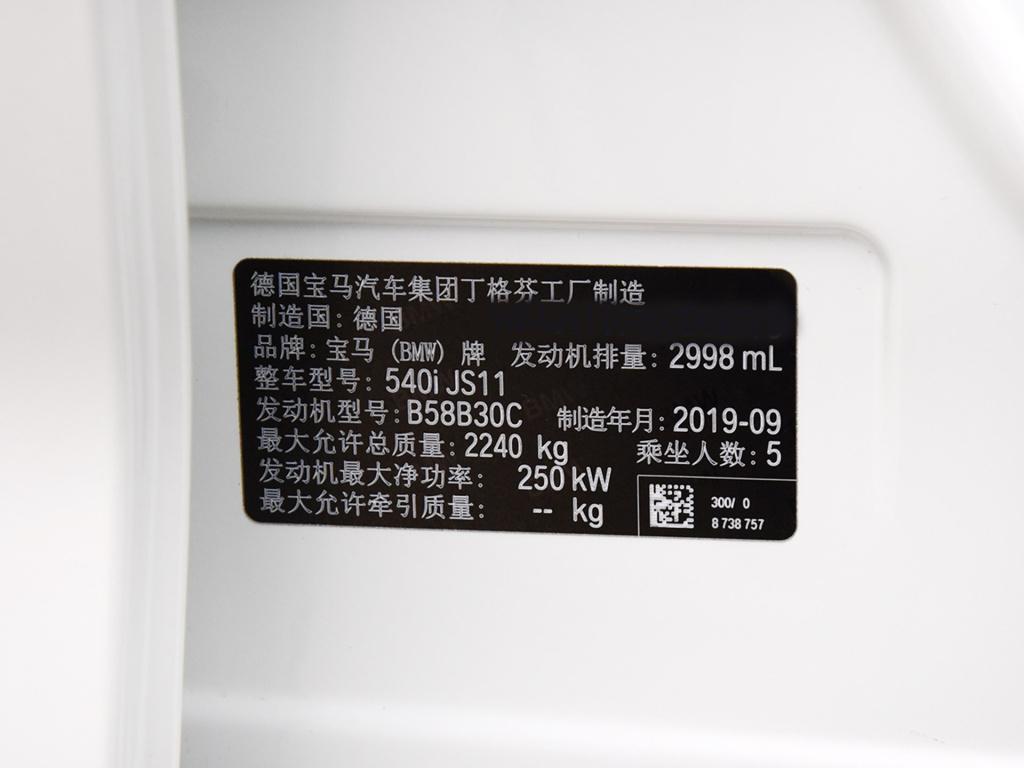 德国宝马汽车集团丁格芬工厂制造
制造国：德国
品牌：宝马（BMW）牌 发动机排量：2998 mL
整车型号：540i JS11
发动机型号：B58B30C 制造年月：2019-09
最大允许总质量：2240 kg 乘坐人数：5
发动机最大净功率： 250 kW
最大允许牵引质量： -- kg
300/ 0
8 738 757